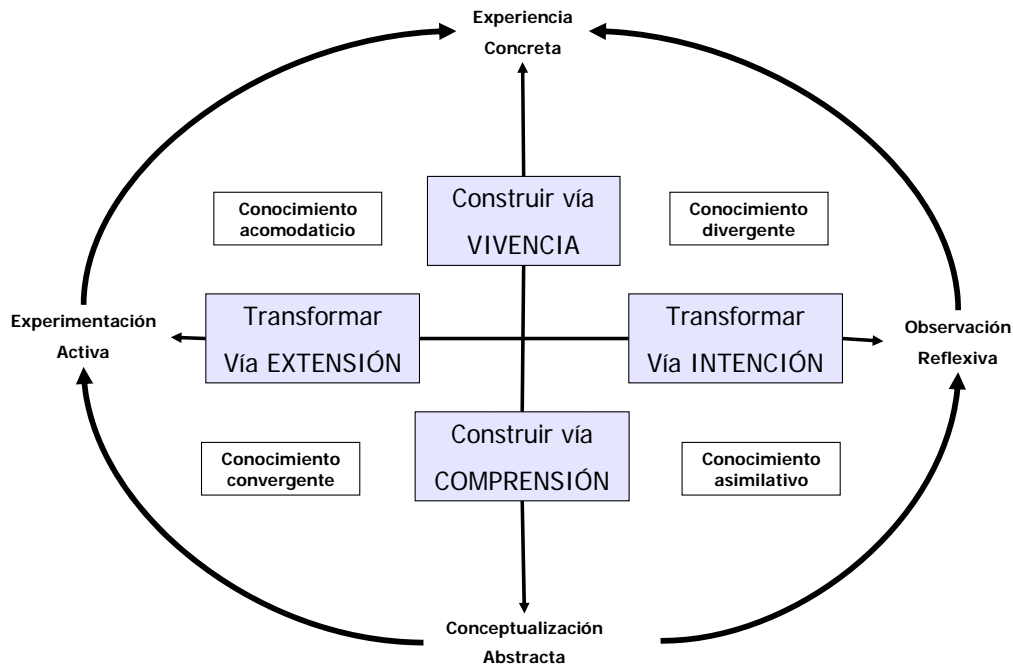 Experiencia
Concreta
Construir vía
VIVENCIA
Conocimiento
acomodaticio
Conocimiento
divergente
Experimentación
Activa
Transformar
Vía EXTENSIÓN
Transformar
Vía INTENCIÓN
Observación
Reflexiva
Construir vía
COMPRENSIÓN
Conocimiento
convergente
Conocimiento
asimilativo
Conceptualización
Abstracta